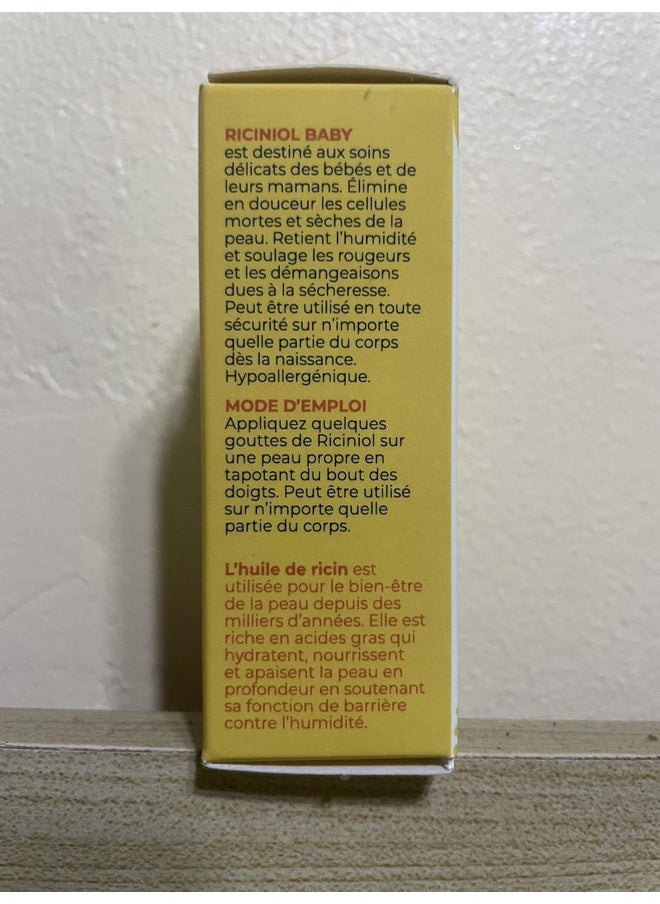 RICINIOL BABY
est destiné aux soins
délicats des bébés et de
leurs mamans. Élimine
en douceur les cellules
mortes et sèches de la
peau. Retient l'humidité
et soulage les rougeurs
et les démangeaisons
dues à la sécheresse.
Peut être utilisé en toute
sécurité sur n'importe
quelle partie du corps
dès la naissance.
Hypoallergénique.
MODE D'EMPLOI
Appliquez quelques
gouttes de Riciniol sur
une peau propre en
tapotant du bout des
doigts. Peut être utilisé
sur n'importe quelle
partie du corps.
L'huile de ricin est
utilisée pour le bien-être
de la peau depuis des
milliers d'années. Elle est
riche en acides gras qui
hydratent, nourrissent
et apaisent la peau en
profondeur en soutenant
sa fonction de barrière
contre l'humidité.